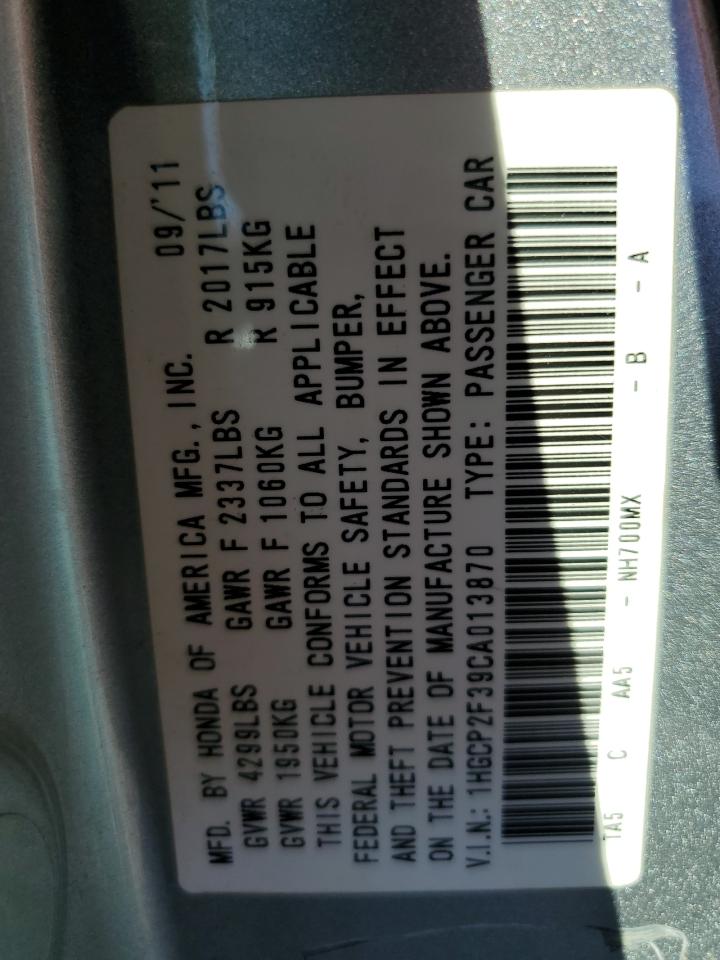 MFD. BY HONDA OF AMERICA MFG., INC. 09/'11
GVWR 4299LBS GAWR F 2337LBS R 2017LBS
GVWR 1950KG GAWR F 1060KG R 915KG
THIS VEHICLE CONFORMS TO ALL APPLICABLE
FEDERAL MOTOR VEHICLE SAFETY, BUMPER,
AND THEFT PREVENTION STANDARDS IN EFFECT
ON THE DATE OF MANUFACTURE SHOWN ABOVE.
V.I.N.: 1HGCP2F39CA013870 TYPE: PASSENGER CAR
TA5 C AA5 - NH700MX - B - A